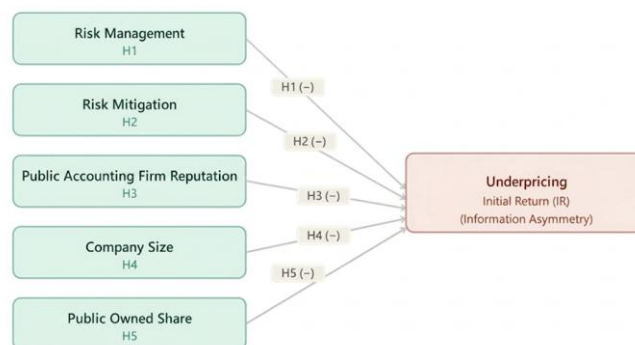 Risk Management
H1
Risk Mitigation
H2
Public Accounting Firm Reputation
H3
Company Size
H4
Public Owned Share
H5
H1 (−)
H2 (−)
H3 (−)
H4 (−)
H5 (−)
Underpricing
Initial Return (IR)
(Information Asymmetry)